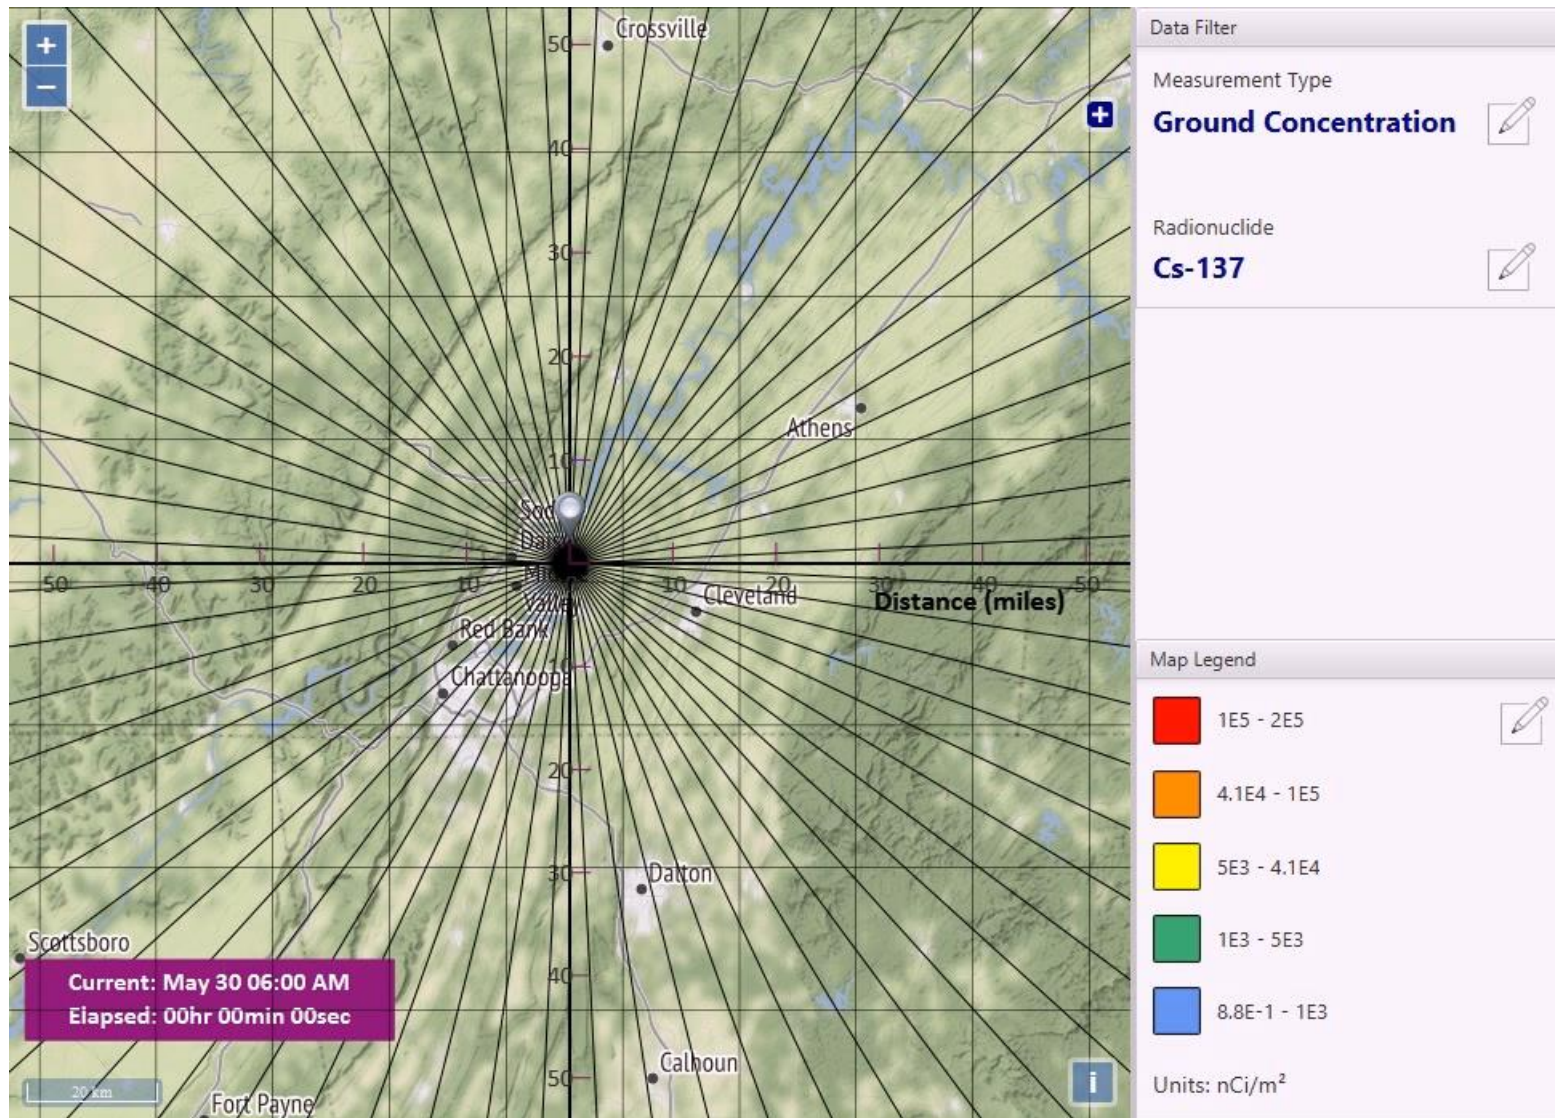 +
−
Crossville
50
40
30
20
10
Athens
Sod
Dais
50 40 30 20 10 10 20 30 40 50
Valley
Cleveland
Distance (miles)
Red Bank
10
Chattanooga
20
30
Dalton
Scottsboro
40
Current: May 30 06:00 AM
Elapsed: 00hr 00min 00sec
50
Calhoun
20 km
Fort Payne
i
Data Filter
Measurement Type
Ground Concentration
Radionuclide
Cs-137
Map Legend
1E5 - 2E5
4.1E4 - 1E5
5E3 - 4.1E4
1E3 - 5E3
8.8E-1 - 1E3
Units: nCi/m²